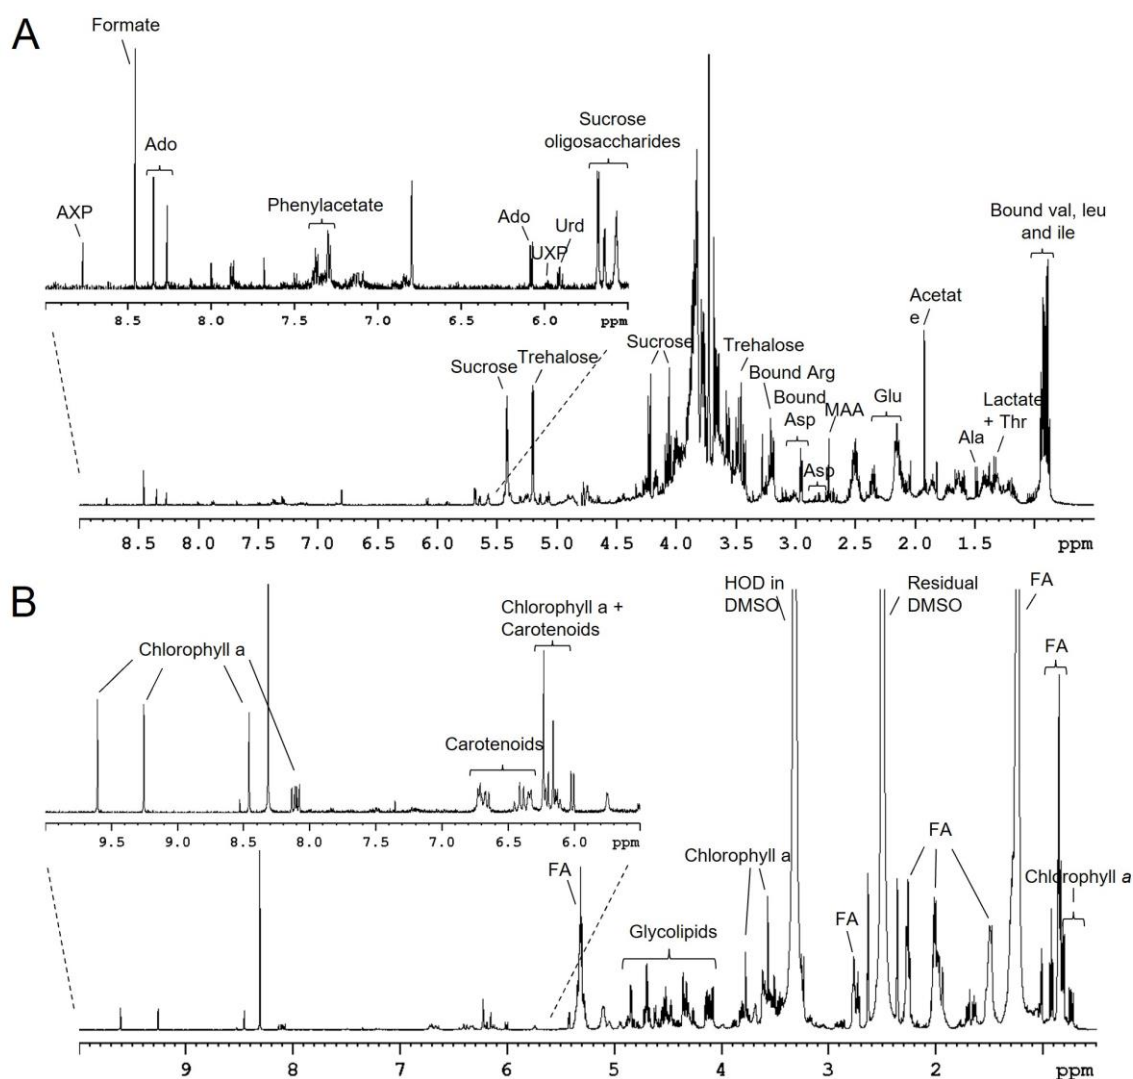 A
Formate
Ado
AXP
Phenylacetate
Sucrose
oligosaccharides
Ado
UXP
Urd
8.5 8.0 7.5 7.0 6.5 6.0 ppm
Bound val, leu
and ile
Acetat
e
Sucrose
Trehalose
Sucrose
Trehalose
Bound Arg
Bound
Asp
Asp
MAA
Glu
Ala
Lactate
+ Thr
8.5 8.0 7.5 7.0 6.5 6.0 5.5 5.0 4.5 4.0 3.5 3.0 2.5 2.0 1.5 ppm
B
Chlorophyll a
Chlorophyll a +
Carotenoids
Carotenoids
9.5 9.0 8.5 8.0 7.5 7.0 6.5 6.0 ppm
HOD in
DMSO
Residual
DMSO
FA
FA
FA
Glycolipids
Chlorophyll a
FA
FA
Chlorophyll a
9 8 7 6 5 4 3 2 ppm